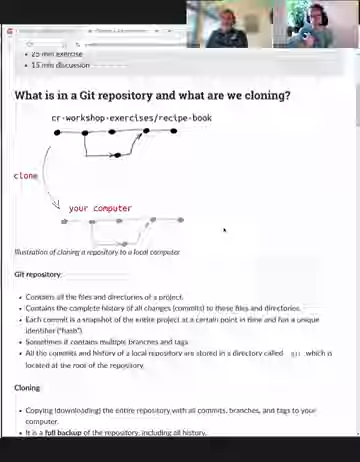 • 25 min exercise
• 15 min discussion
What is in a Git repository and what are we cloning?
cr-workshop-exercises/recipe-book
clone
your computer
Illustration of cloning a repository to a local computer
Git repository:
• Contains all the files and directories of a project.
• Contains the complete history of all changes (commits) to these files and directories.
• Each commit is a snapshot of the entire project at a certain point in time and has a unique
identifier ("hash").
• Sometimes it contains multiple branches and tags.
• All the commits and history of a local repository are stored in a directory called .git which is
located at the root of the repository.
Cloning
• Copying (downloading) the entire repository with all commits, branches, and tags to your
computer.
• It is a full backup of the repository, including all history.